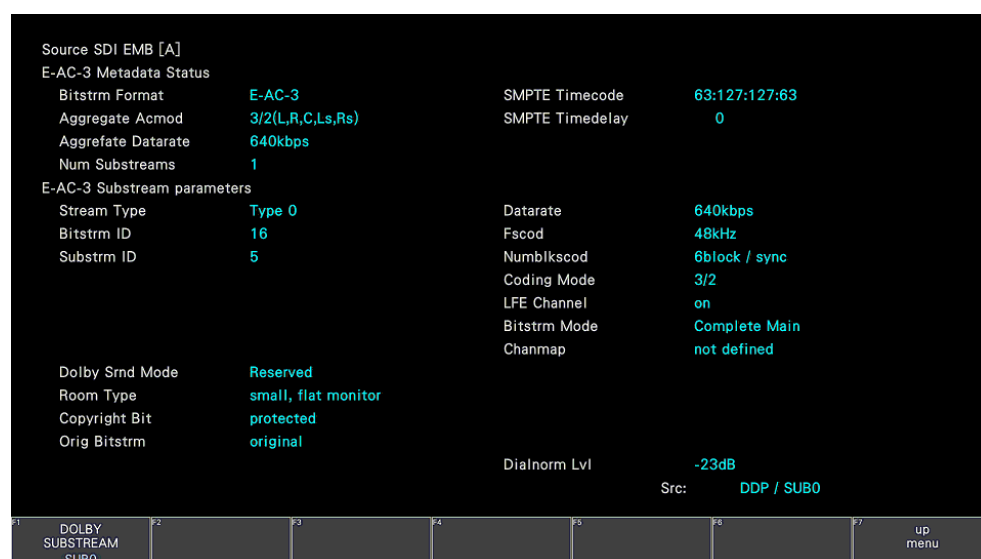 Source SDI EMB [A]
E-AC-3 Metadata Status
Bitstrm Format E-AC-3 SMPTE Timecode 63:127:127:63
Aggregate Acmod 3/2(L,R,C,Ls,Rs) SMPTE Timedelay 0
Aggrefate Datarate 640kbps
Num Substreams 1
E-AC-3 Substream parameters
Stream Type Type 0 Datarate 640kbps
Bitstrm ID 16 Fscod 48kHz
Substrm ID 5 Numblkscod 6block / sync
Coding Mode 3/2
LFE Channel on
Bitstrm Mode Complete Main
Chanmap not defined
Dolby Srnd Mode Reserved
Room Type small, flat monitor
Copyright Bit protected
Orig Bitstrm original
Dialnorm Lvl -23dB
Src: DDP / SUB0
F1 DOLBY F2 F3 F4 F5 F6 F7 up
SUBSTREAM menu
SUB0